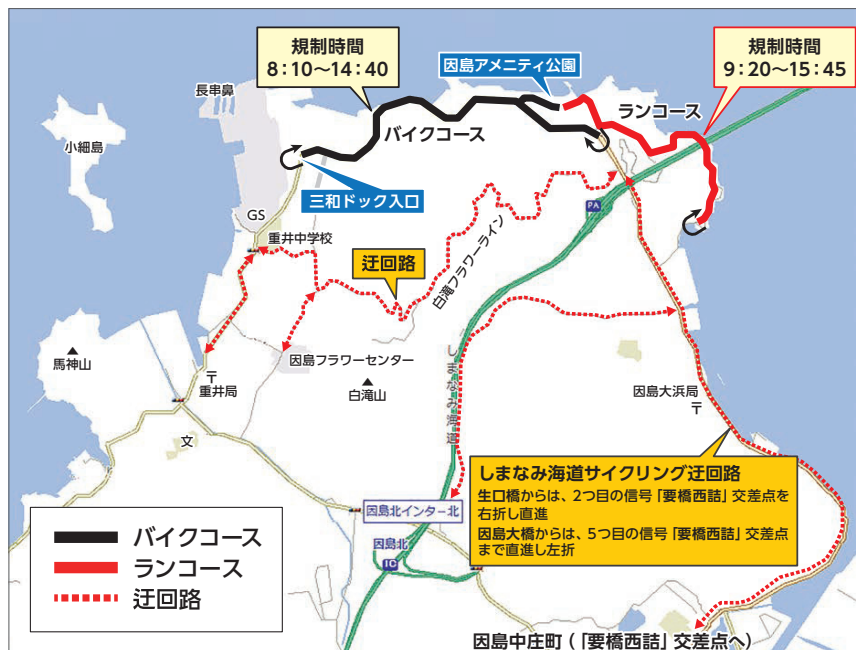 規制時間
8：10〜14：40
因島アメニティ公園
規制時間
9：20〜15：45
長串鼻
ランコース
バイクコース
小細島
三和ドック入口
PA
GS
重井中学校
迂回路
白滝フラワーライン
しまなみ海道
因島フラワーセンター
馬神山
〒
重井局
白滝山
因島大浜局
〒
文
しまなみ海道サイクリング迂回路
生口橋からは、2つ目の信号「要橋西詰」交差点を
右折し直進
因島大橋からは、5つ目の信号「要橋西詰」交差点
まで直進し左折
因島北インター北
因島北
IC
バイクコース
ランコース
迂回路
因島中庄町（「要橋西詰」交差点へ）